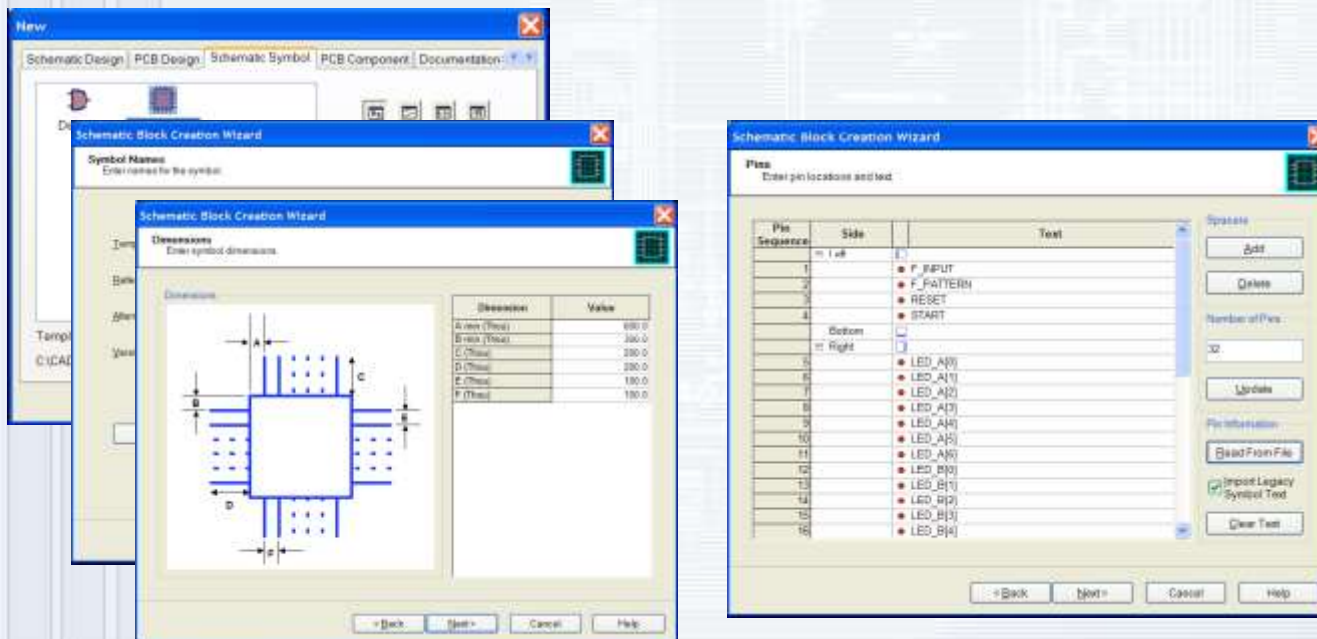 New
Schematic Design PCB Design Schematic Symbol PCB Component Documentation
Schematic Block Creation Wizard
Symbol Names
Enter names for the symbol.
Schematic Block Creation Wizard
Dimensions
Enter symbol dimensions.
Dimensions
A
B
C
D
E
F
Dimension Value
A min (Thou) 600.0
B min (Thou) 300.0
C (Thou) 200.0
D (Thou) 200.0
E (Thou) 100.0
F (Thou) 100.0
< Back Next > Cancel Help
Schematic Block Creation Wizard
Pins
Enter pin locations and text.
Pin Sequence Side Text
Left
1 F_INPUT
2 F_PATTERN
3 RESET
4 START
Bottom
Right
5 LED_A[0]
6 LED_A[1]
7 LED_A[2]
8 LED_A[3]
9 LED_A[4]
10 LED_A[5]
11 LED_A[6]
12 LED_B[0]
13 LED_B[1]
14 LED_B[2]
15 LED_B[3]
16 LED_B[4]
Spacers
Add
Delete
Number of Pins
32
Update
Pin Information
Read From File
Import Legacy
Symbol Text
Clear Text
< Back Next > Cancel Help